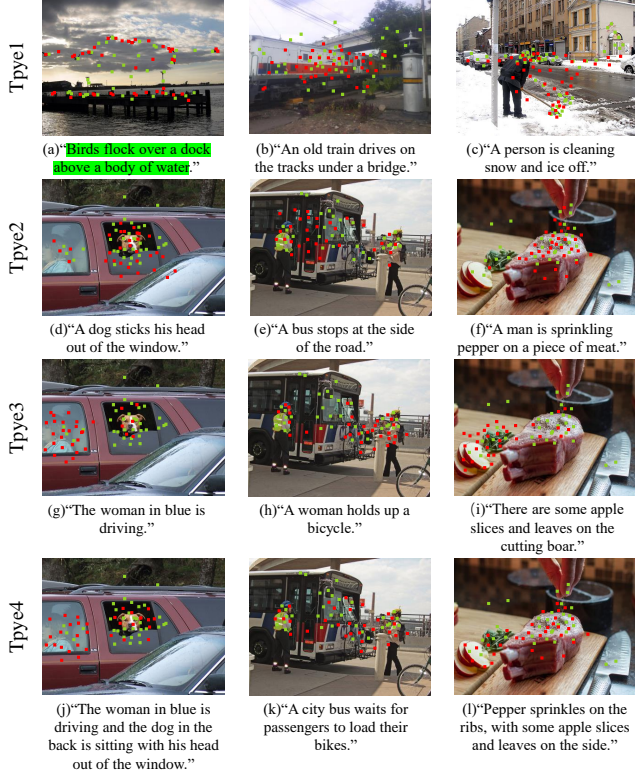 Tpye1
(a)“Birds flock over a dock
above a body of water.”
(b)“An old train drives on
the tracks under a bridge.”
(c)“A person is cleaning
snow and ice off.”
Tpye2
(d)“A dog sticks his head
out of the window.”
(e)“A bus stops at the side
of the road.”
(f)“A man is sprinkling
pepper on a piece of meat.”
Tpye3
(g)“The woman in blue is
driving.”
(h)“A woman holds up a
bicycle.”
(i)“There are some apple
slices and leaves on the
cutting boar.”
Tpye4
(j)“The woman in blue is
driving and the dog in the
back is sitting with his head
out of the window.”
(k)“A city bus waits for
passengers to load their
bikes.”
(l)“Pepper sprinkles on the
ribs, with some apple slices
and leaves on the side.”